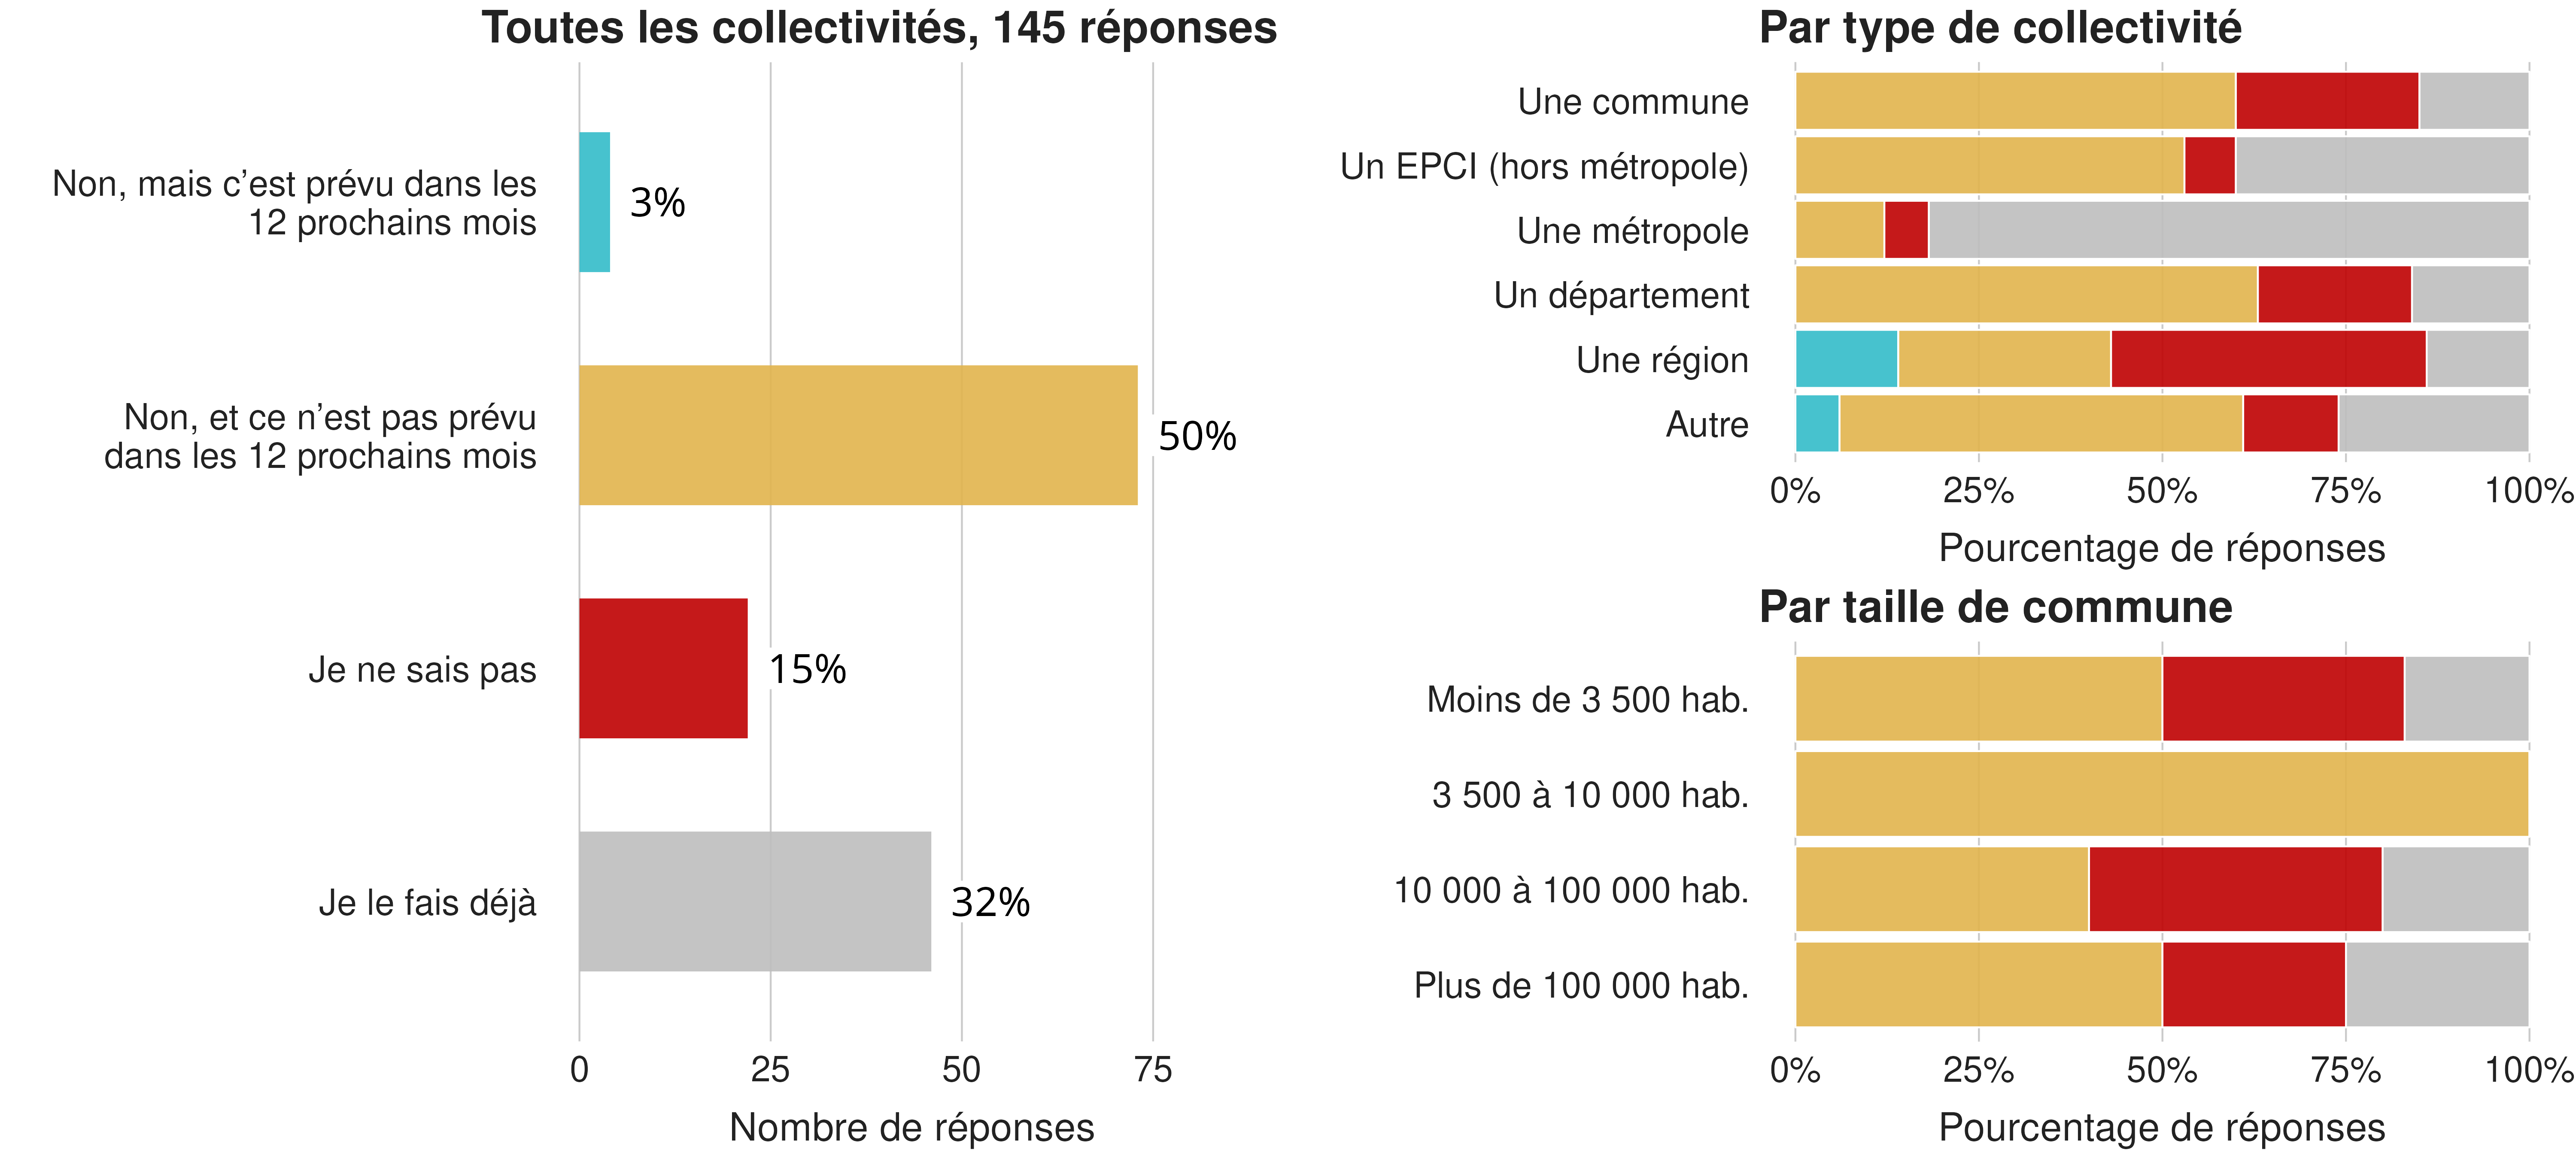 Toutes les collectivités, 145 réponses
Non, mais c’est prévu dans les
12 prochains mois
3%
Non, et ce n’est pas prévu
dans les 12 prochains mois
50%
Je ne sais pas
15%
Je le fais déjà
32%
0 25 50 75
Nombre de réponses
Par type de collectivité
Une commune
Un EPCI (hors métropole)
Une métropole
Un département
Une région
Autre
0% 25% 50% 75% 100%
Pourcentage de réponses
Par taille de commune
Moins de 3 500 hab.
3 500 à 10 000 hab.
10 000 à 100 000 hab.
Plus de 100 000 hab.
0% 25% 50% 75% 100%
Pourcentage de réponses